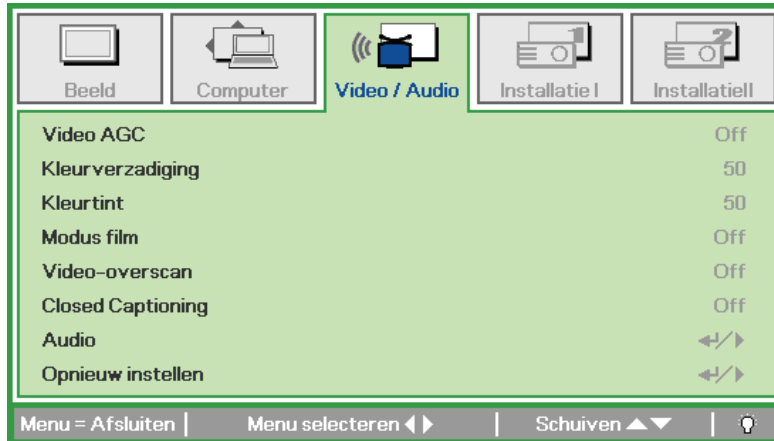 Beeld Computer Video / Audio Installatie I InstallatieII
Video AGC Off
Kleurverzadiging 50
Kleurtint 50
Modus film Off
Video-overscan Off
Closed Captioning Off
Audio
Opnieuw instellen
Menu = Afsluiten | Menu selecteren | Schuiven |